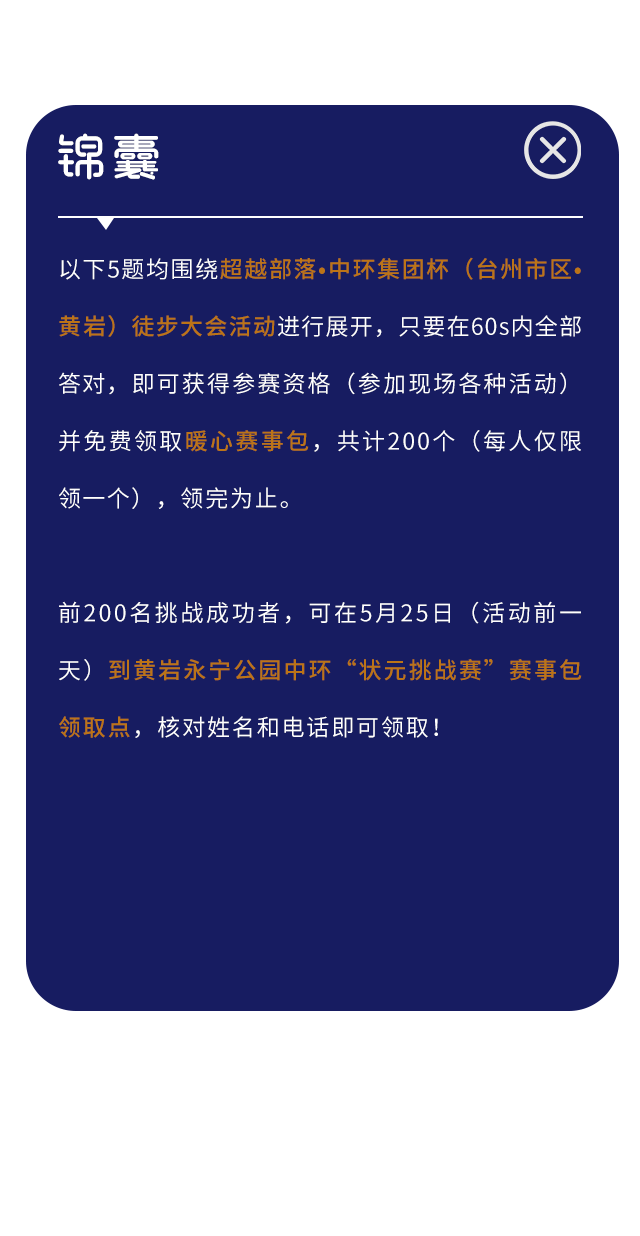 锦囊
以下5题均围绕超越部落•中环集团杯（台州市区•
黄岩）徒步大会活动进行展开，只要在60s内全部
答对，即可获得参赛资格（参加现场各种活动）
并免费领取暖心赛事包，共计200个（每人仅限
领一个），领完为止。
前200名挑战成功者，可在5月25日（活动前一
天）到黄岩永宁公园中环“状元挑战赛”赛事包
领取点，核对姓名和电话即可领取！